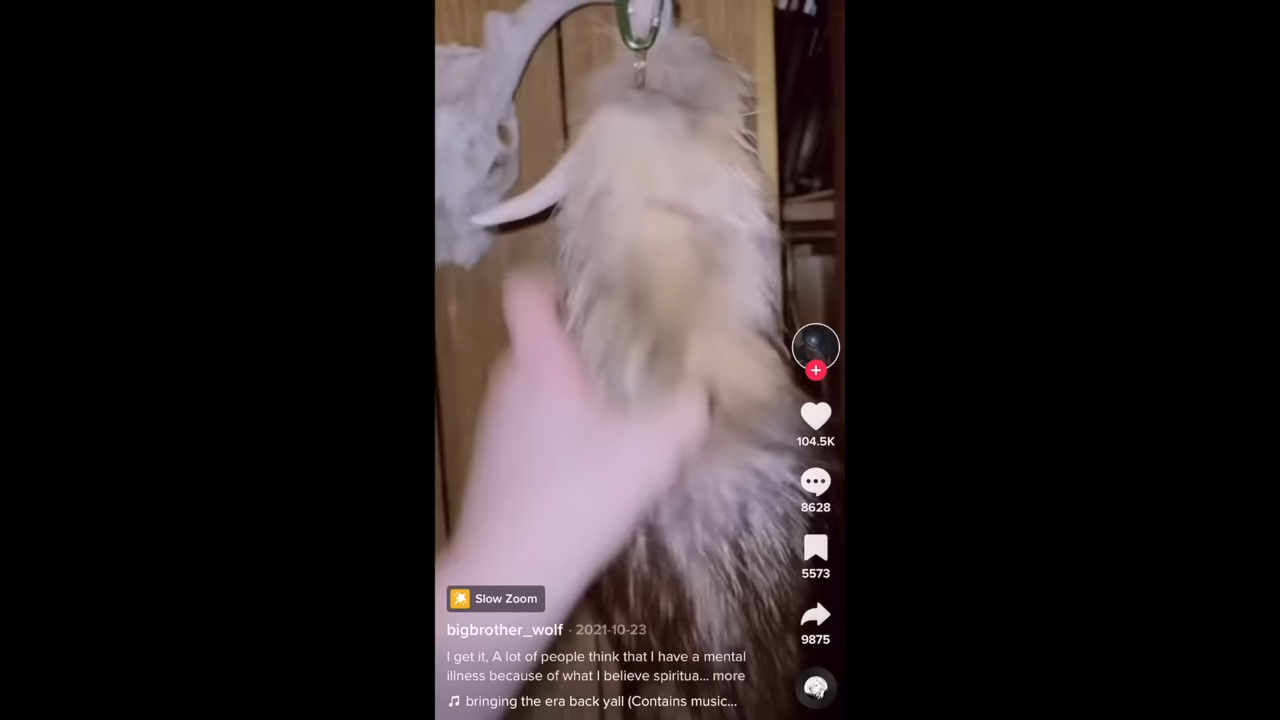 104.5K
8628
5573
9875
Slow Zoom
bigbrother_wolf · 2021-10-23
I get it, A lot of people think that I have a mental
illness because of what I believe spiritua... more
bringing the era back yall (Contains music...